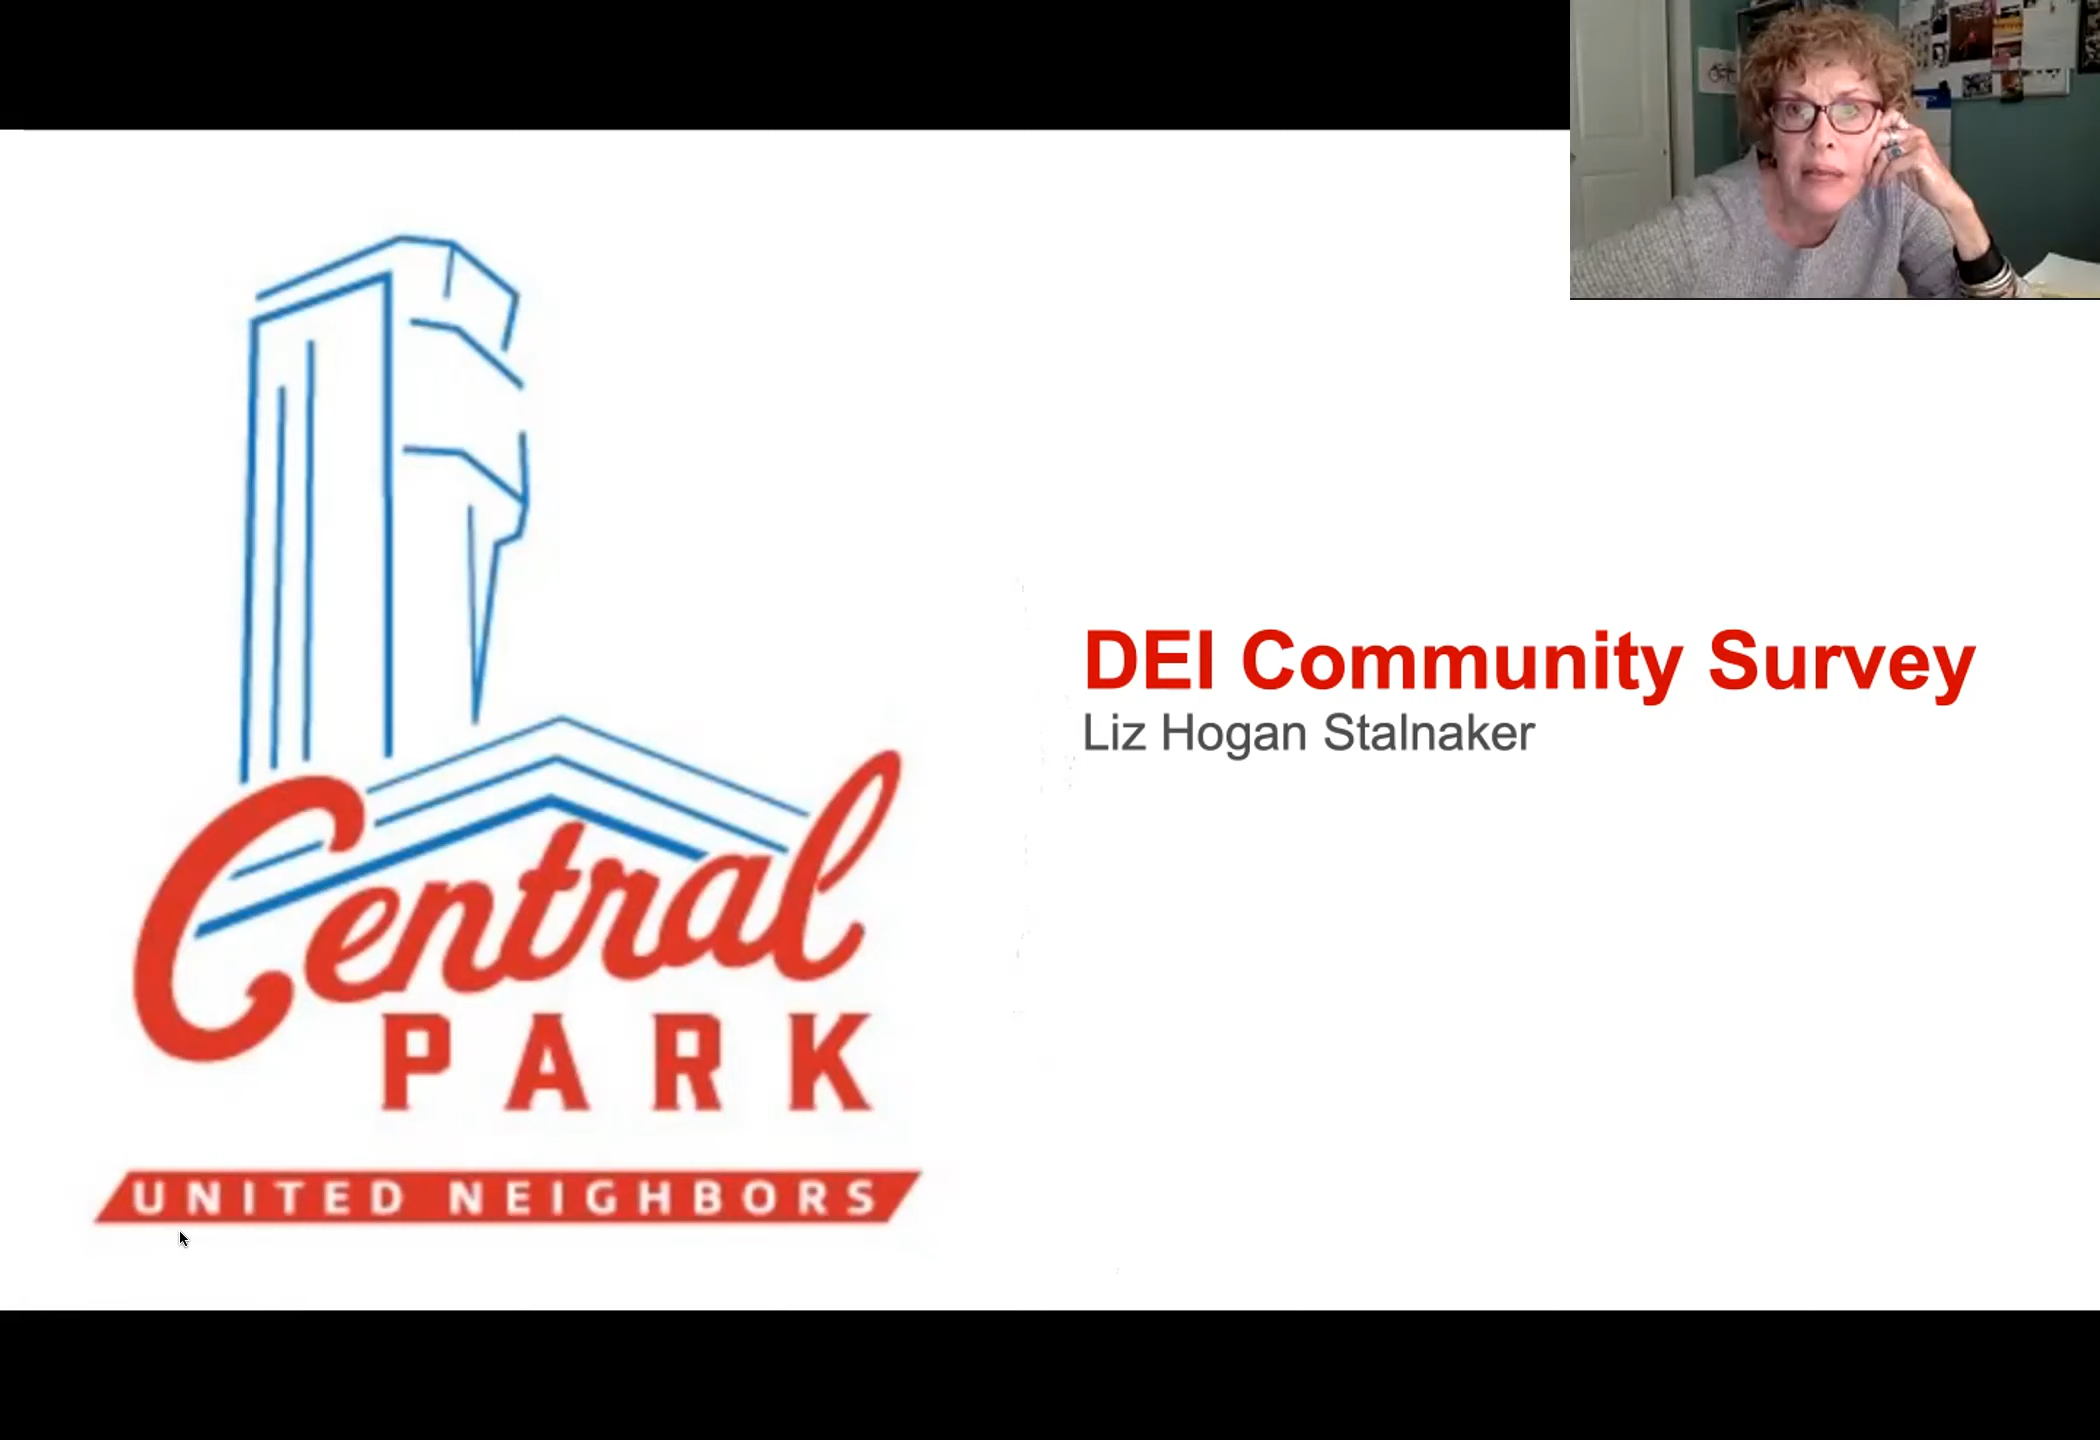 DEI Community Survey
Liz Hogan Stalnaker
Central
PARK
UNITED NEIGHBORS